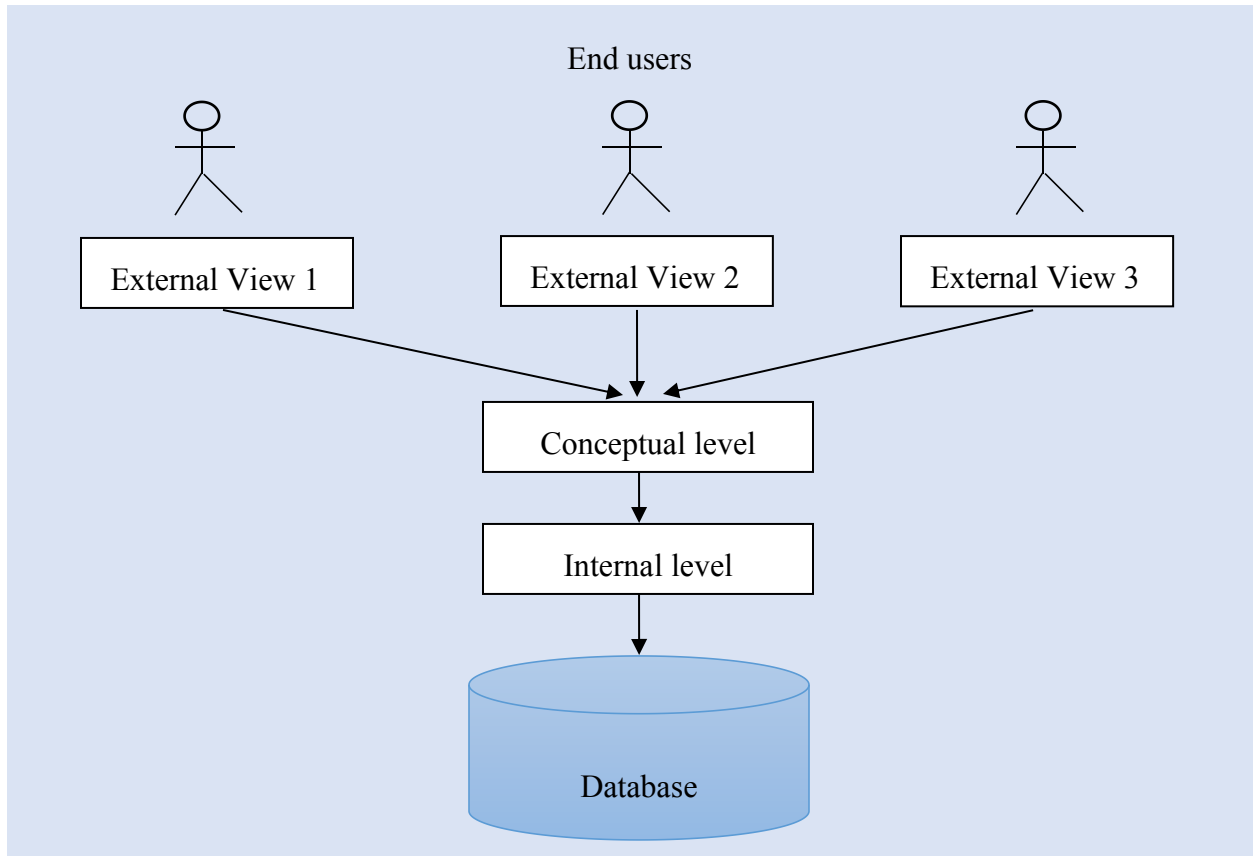 End users
External View 1
External View 2
External View 3
Conceptual level
Internal level
Database